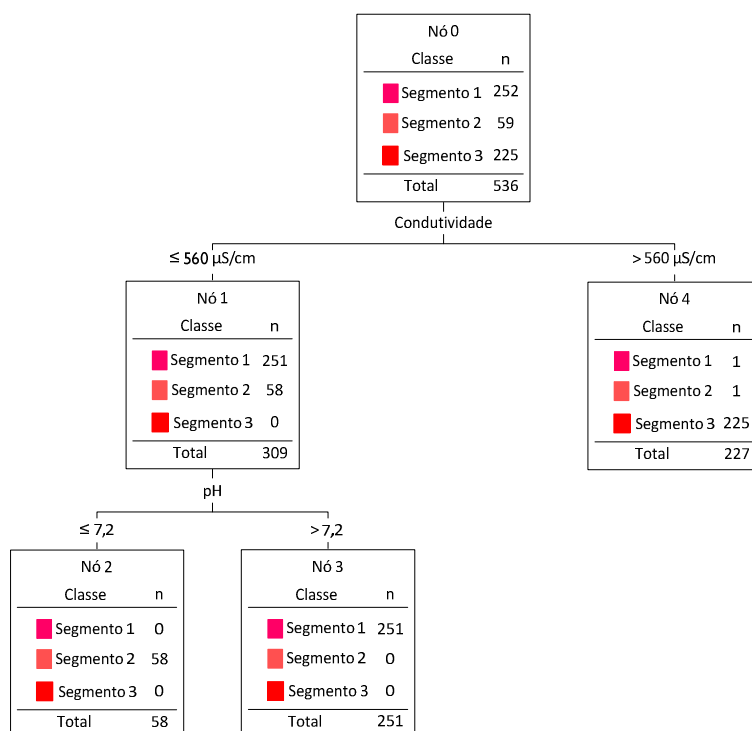 Nó 0
Classe n
Segmento 1 252
Segmento 2 59
Segmento 3 225
Total 536
Condutividade
≤ 560 µS/cm
> 560 µS/cm
Nó 1
Classe n
Segmento 1 251
Segmento 2 58
Segmento 3 0
Total 309
Nó 4
Classe n
Segmento 1 1
Segmento 2 1
Segmento 3 225
Total 227
pH
≤ 7,2
> 7,2
Nó 2
Classe n
Segmento 1 0
Segmento 2 58
Segmento 3 0
Total 58
Nó 3
Classe n
Segmento 1 251
Segmento 2 0
Segmento 3 0
Total 251